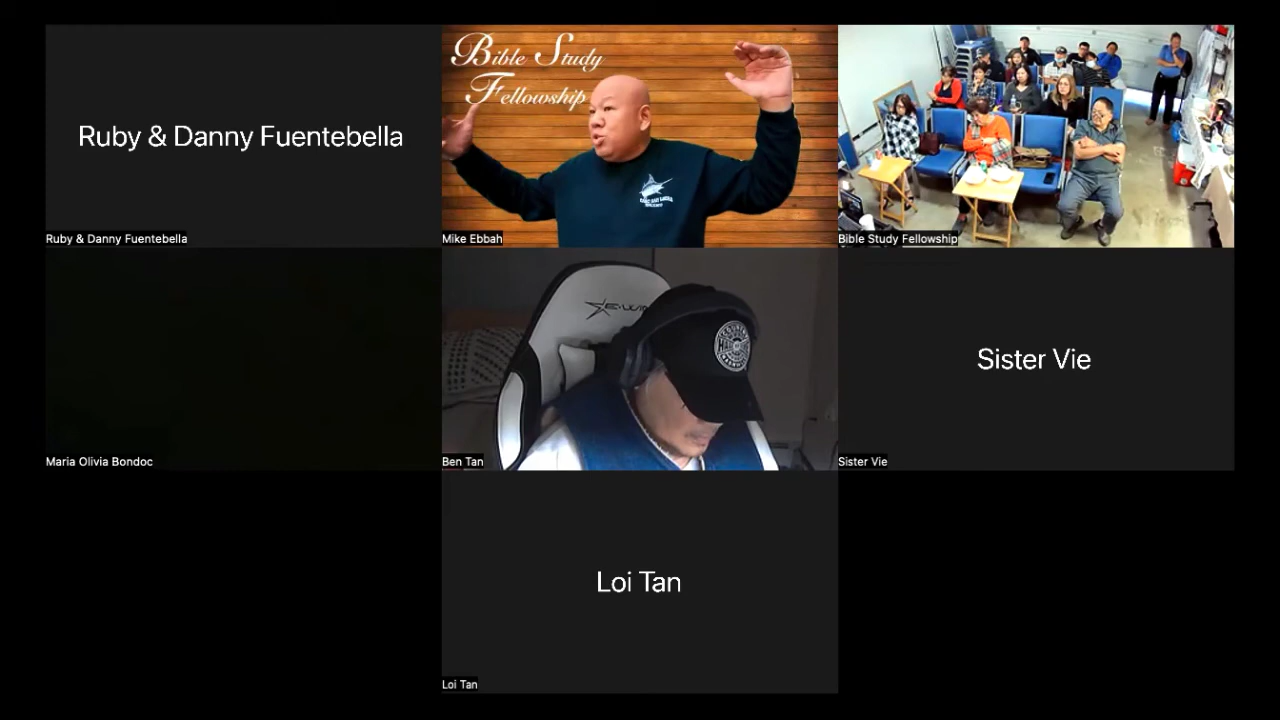 Ruby & Danny Fuentebella
Ruby & Danny Fuentebella
Bible Study
Fellowship
Mike Ebbah
Bible Study Fellowship
Maria Olivia Bondoc
Ben Tan
Sister Vie
Sister Vie
Loi Tan
Loi Tan